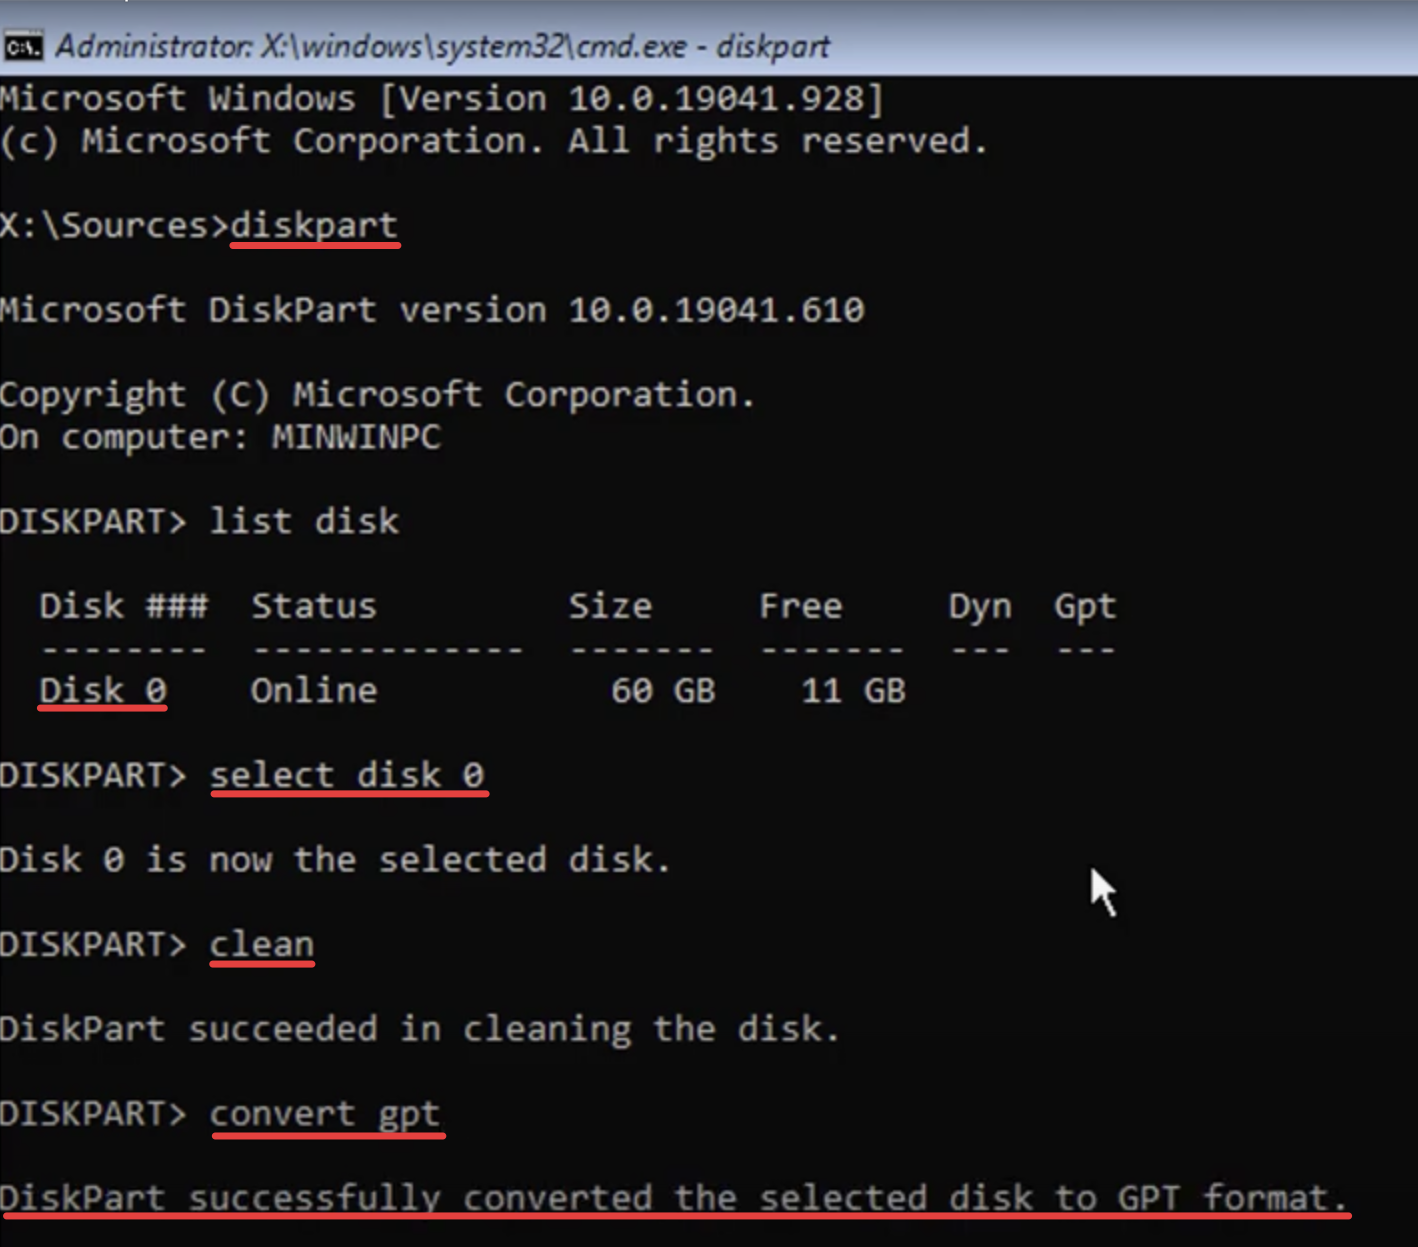 Administrator: X:\windows\system32\cmd.exe - diskpart
Microsoft Windows [Version 10.0.19041.928]
(c) Microsoft Corporation. All rights reserved.
X:\Sources>diskpart
Microsoft DiskPart version 10.0.19041.610
Copyright (C) Microsoft Corporation.
On computer: MINWINPC
DISKPART> list disk
Disk ###  Status         Size     Free     Dyn  Gpt
--------  -------------  -------  -------  ---  ---
Disk 0    Online           60 GB    11 GB
DISKPART> select disk 0
Disk 0 is now the selected disk.
DISKPART> clean
DiskPart succeeded in cleaning the disk.
DISKPART> convert gpt
DiskPart successfully converted the selected disk to GPT format.